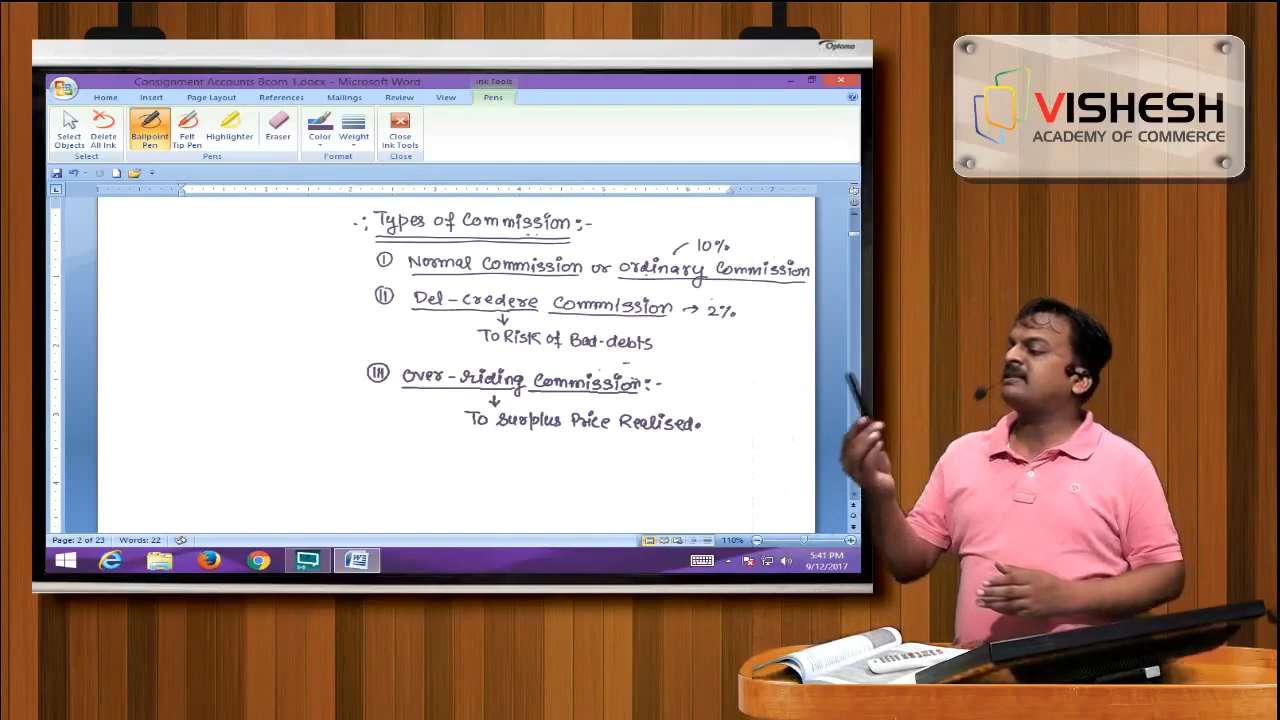 Optoma
Consignment Accounts Bcom 1.docx - Microsoft Word
Ink Tools
Home Insert Page Layout References Mailings Review View Pens
Select Objects
Delete All Ink
Ballpoint Pen
Felt Tip Pen
Highlighter
Eraser
Color
Weight
Close Ink Tools
Select Pens Format Close
∴ Types of Commission:-
10%
(i) Normal Commission or ordinary Commission
(ii) Del-credere Commission → 2%
To Risk of Bad-debts
(iii) Over-riding Commission:-
To Surplus Price Realised.
Page: 2 of 23 Words: 22
110%
5:41 PM
9/12/2017
VISHESH
ACADEMY OF COMMERCE